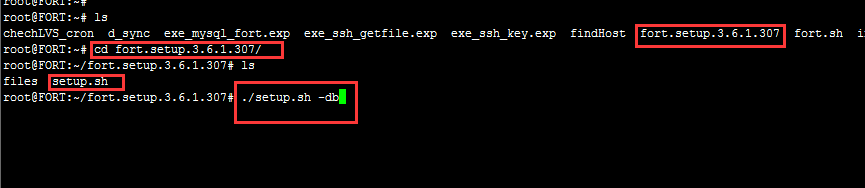 root@FORT:~#
root@FORT:~# ls
chechLVS_cron  d_sync  exe_mysql_fort.exp  exe_ssh_getfile.exp  exe_ssh_key.exp  findHost  fort.setup.3.6.1.307  fort.sh
root@FORT:~# cd fort.setup.3.6.1.307/
root@FORT:~/fort.setup.3.6.1.307# ls
files  setup.sh
root@FORT:~/fort.setup.3.6.1.307# ./setup.sh -db